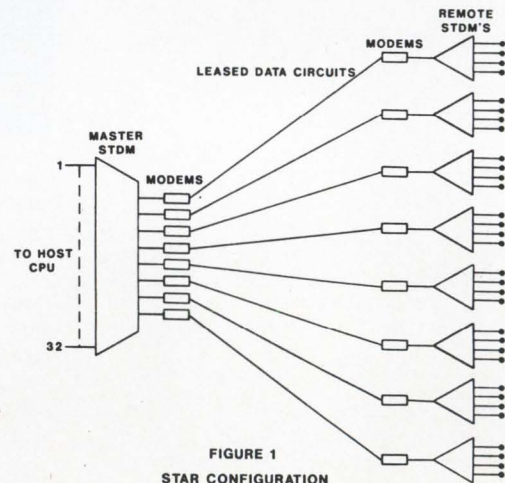 REMOTE
STDM'S
MODEMS
LEASED DATA CIRCUITS
MASTER
STDM
1
MODEMS
TO HOST
CPU
32
FIGURE 1
STAR CONFIGURATION